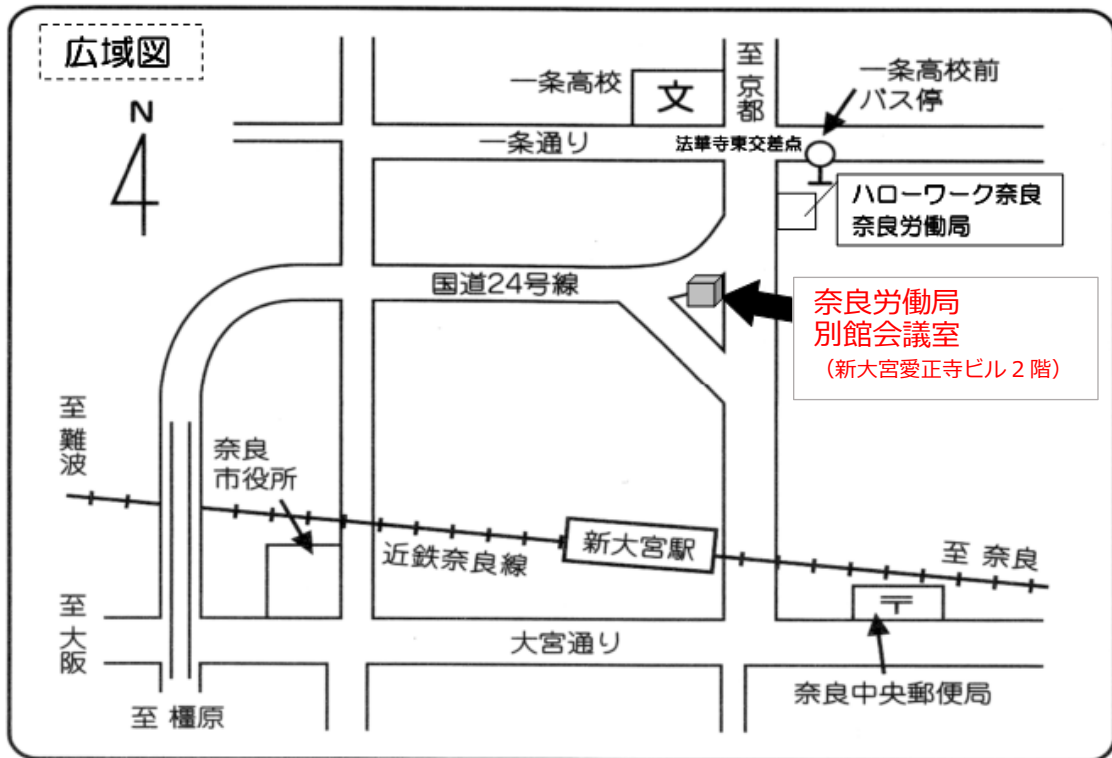 広域図
N
一条高校
文
至京都
一条高校前
バス停
一条通り
法華寺東交差点
ハローワーク奈良
奈良労働局
国道24号線
奈良労働局
別館会議室
（新大宮愛正寺ビル２階）
至難波
奈良
市役所
近鉄奈良線
新大宮駅
至 奈良
〒
至大阪
大宮通り
奈良中央郵便局
至 橿原